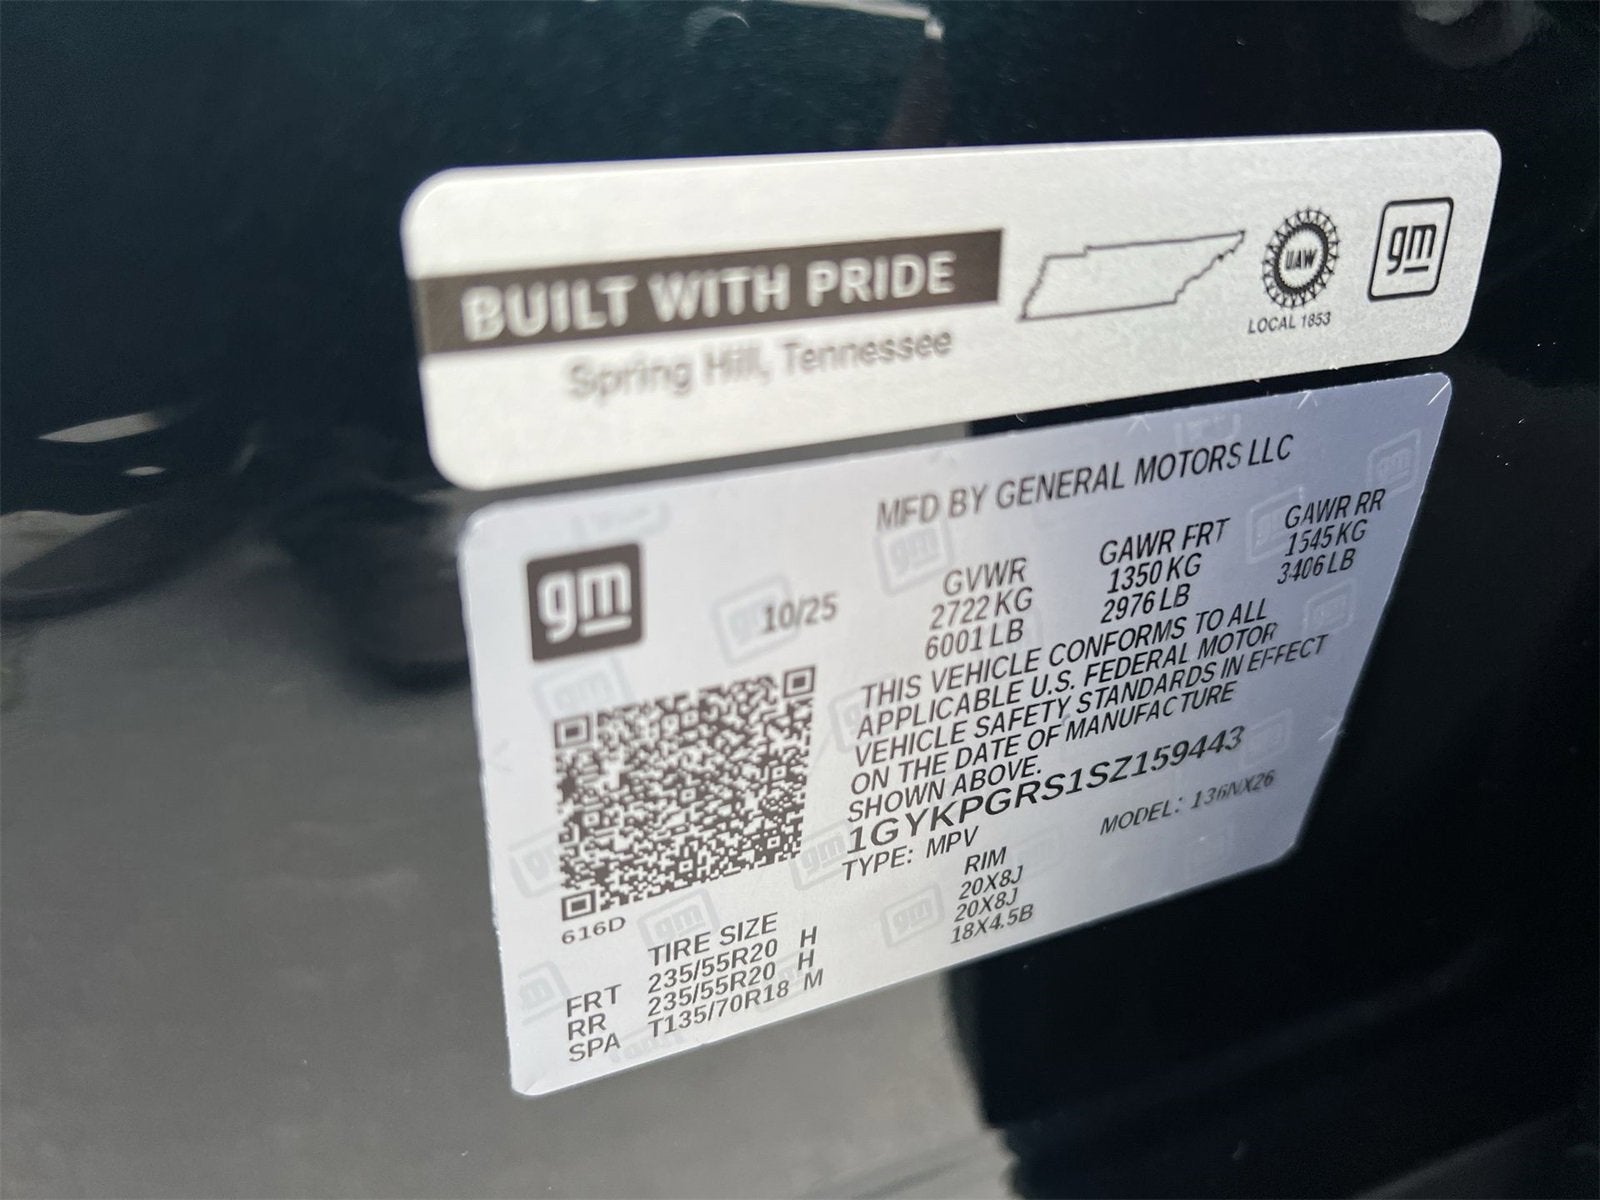 BUILT WITH PRIDE
Spring Hill, Tennessee
UAW
LOCAL 1853
gm
MFD BY GENERAL MOTORS LLC
gm
10/25
GVWR GAWR FRT GAWR RR
2722 KG 1350 KG 1545 KG
6001 LB 2976 LB 3406 LB
THIS VEHICLE CONFORMS TO ALL
APPLICABLE U.S. FEDERAL MOTOR
VEHICLE SAFETY STANDARDS IN EFFECT
ON THE DATE OF MANUFACTURE
SHOWN ABOVE.
1GYKPGRS1SZ159443
TYPE: MPV MODEL: 136NX26
616D
TIRE SIZE RIM
FRT 235/55R20 H 20X8J
RR 235/55R20 H 20X8J
SPA T135/70R18 M 18X4.5B